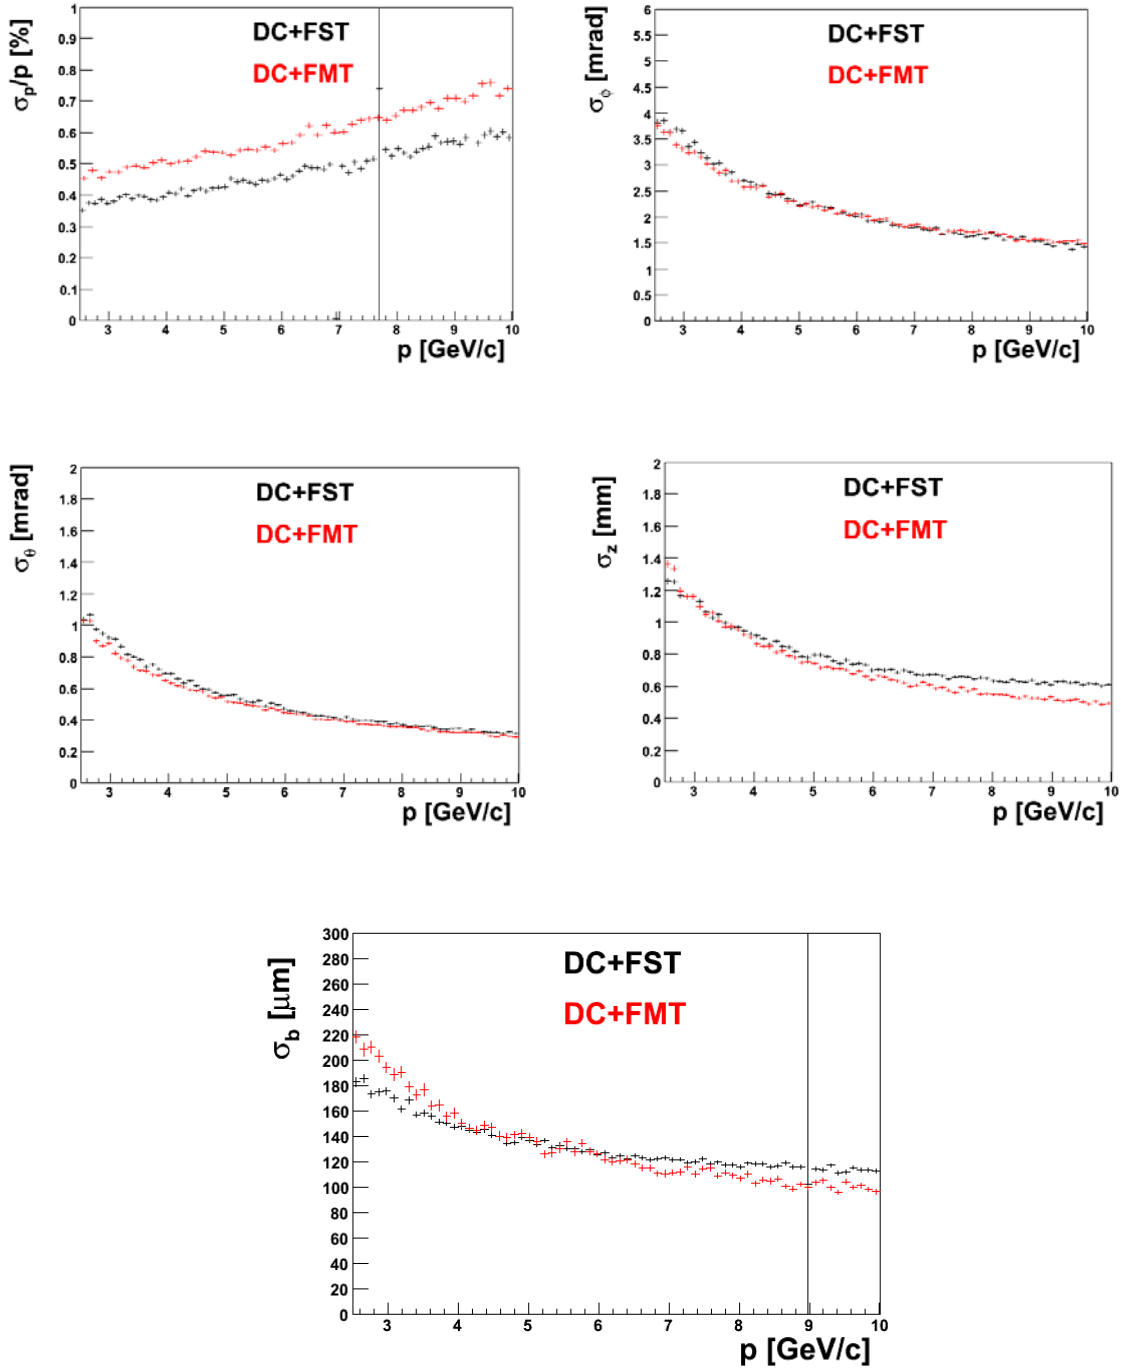 σp/p [%]
DC+FST
DC+FMT
1
0.9
0.8
0.7
0.6
0.5
0.4
0.3
0.2
0.1
0
3 4 5 6 7 8 9 10
p [GeV/c]
σϕ [mrad]
DC+FST
DC+FMT
6
5.5
5
4.5
4
3.5
3
2.5
2
1.5
1
0.5
0
3 4 5 6 7 8 9 10
p [GeV/c]
σθ [mrad]
DC+FST
DC+FMT
2
1.8
1.6
1.4
1.2
1
0.8
0.6
0.4
0.2
0
3 4 5 6 7 8 9 10
p [GeV/c]
σz [mm]
DC+FST
DC+FMT
2
1.8
1.6
1.4
1.2
1
0.8
0.6
0.4
0.2
0
3 4 5 6 7 8 9 10
p [GeV/c]
σb [μm]
DC+FST
DC+FMT
300
280
260
240
220
200
180
160
140
120
100
80
60
40
20
0
3 4 5 6 7 8 9 10
p [GeV/c]